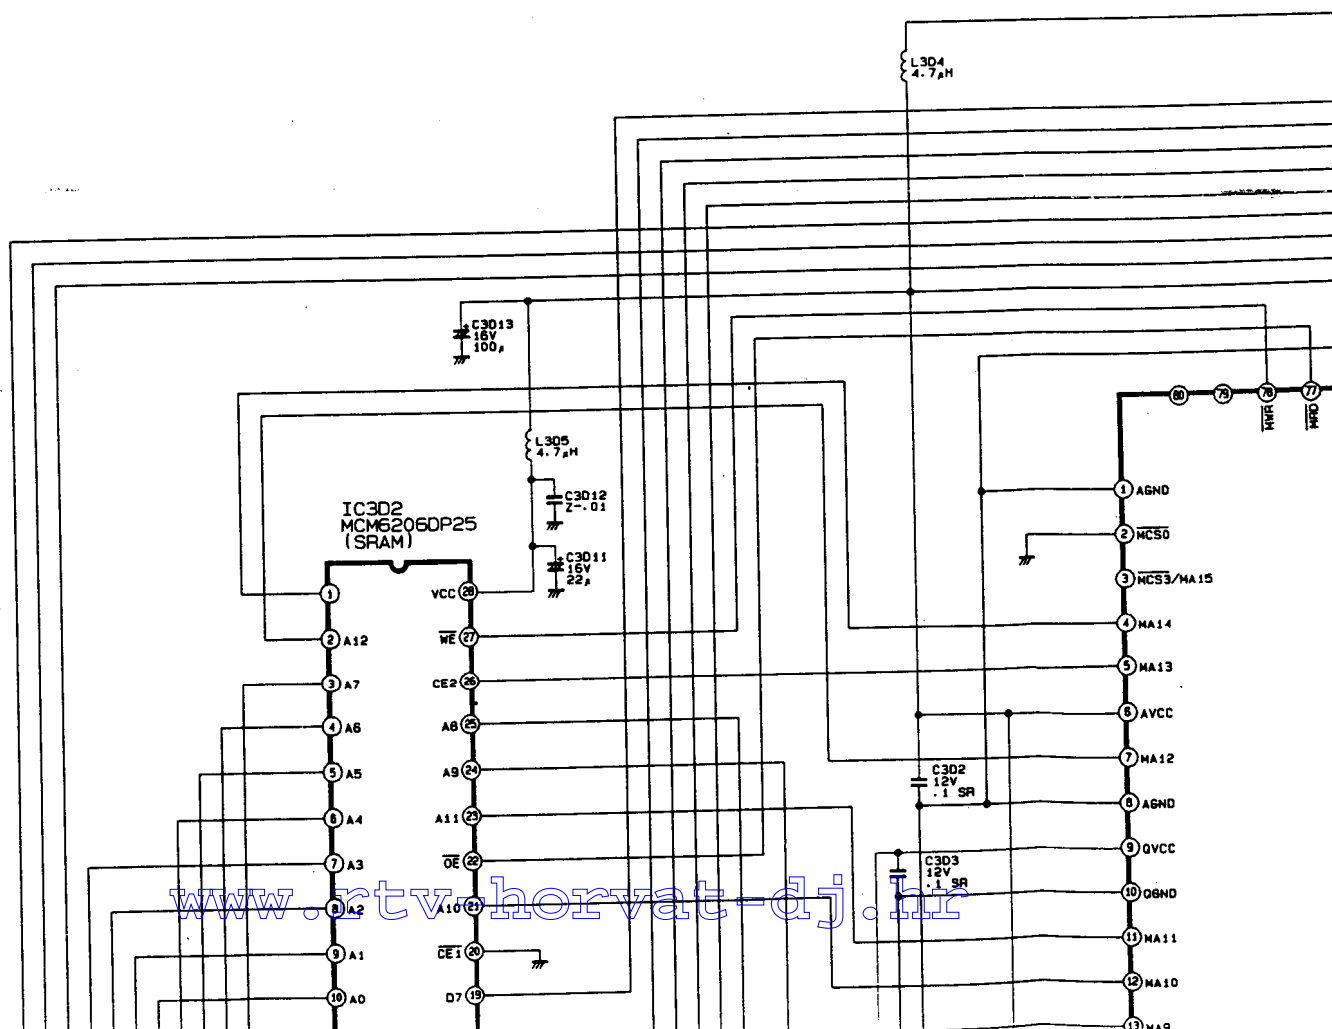 L3D4
4.7µH
C3D13
16V
100µ
80
79
78
77
MWR
MRD
L3D5
4.7µH
C3D12
Z-.01
C3D11
16V
22µ
IC3D2
MCM6206DP25
(SRAM)
1
2 A12
3 A7
4 A6
5 A5
6 A4
7 A3
8 A2
9 A1
10 A0
VCC 28
WE 27
CE2 26
A8 25
A9 24
A11 23
OE 22
A10 21
CE1 20
D7 19
1 AGND
2 MCS0
3 MCS3/MA15
4 MA14
5 MA13
6 AVCC
7 MA12
8 AGND
9 QVCC
10 QGND
11 MA11
12 MA10
13 MA9
C3D2
12V
.1 SR
C3D3
12V
.1 SR
www.rtv-horvat-dj.hr